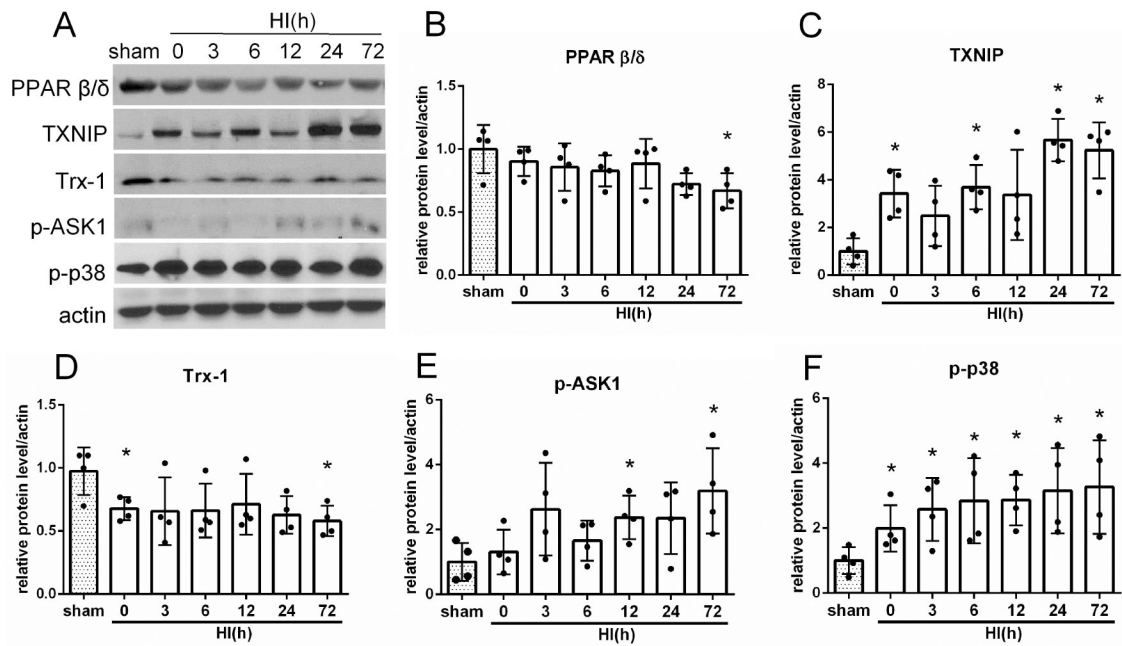 A
HI(h)
sham 0 3 6 12 24 72
PPAR β/δ
TXNIP
Trx-1
p-ASK1
p-p38
actin
B
PPAR β/δ
relative protein level/actin
1.5
1.0
0.5
0.0
*
sham 0 3 6 12 24 72
HI(h)
C
TXNIP
relative protein level/actin
8
6
4
2
0
* * * *
sham 0 3 6 12 24 72
HI(h)
D
Trx-1
relative protein level/actin
1.5
1.0
0.5
0.0
* *
sham 0 3 6 12 24 72
HI(h)
E
p-ASK1
relative protein level/actin
6
4
2
0
* *
sham 0 3 6 12 24 72
HI(h)
F
p-p38
relative protein level/actin
6
4
2
0
* * * * * *
sham 0 3 6 12 24 72
HI(h)